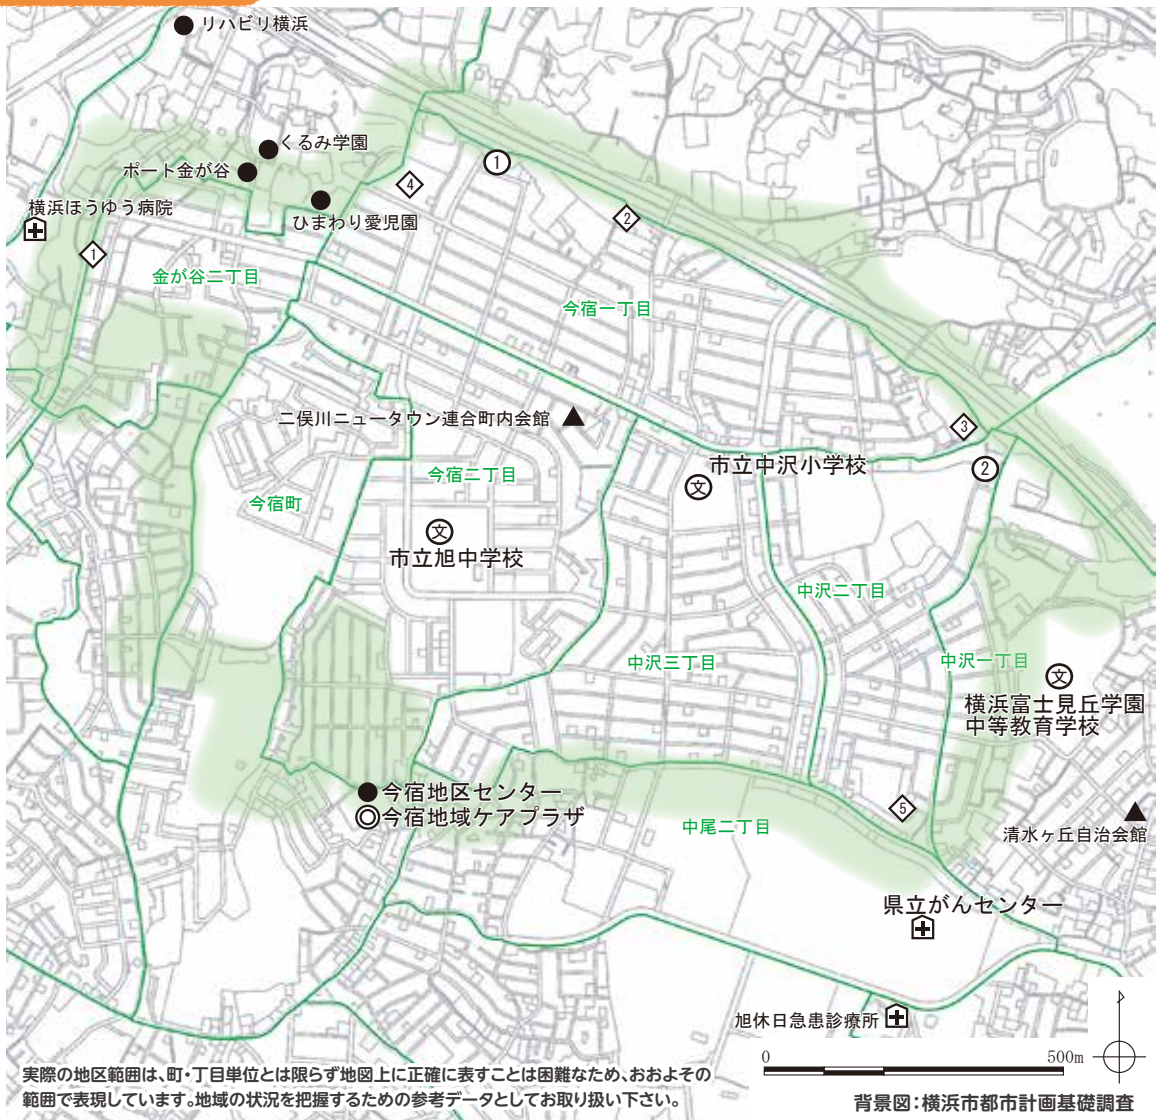 リハビリ横浜
くるみ学園
ポート金が谷
ひまわり愛児園
横浜ほうゆう病院
1
4
1
2
金が谷二丁目
今宿一丁目
二俣川ニュータウン連合町内会館
3
2
市立中沢小学校
文
今宿二丁目
今宿町
文
市立旭中学校
中沢二丁目
中沢三丁目
中沢一丁目
文
横浜富士見丘学園
中等教育学校
今宿地区センター
今宿地域ケアプラザ
中尾二丁目
5
清水ヶ丘自治会館
県立がんセンター
旭休日急患診療所
0 500m
実際の地区範囲は、町・丁目単位とは限らず地図上に正確に表すことは困難なため、おおよその
範囲で表現しています。地域の状況を把握するための参考データとしてお取り扱い下さい。
背景図：横浜市都市計画基礎調査